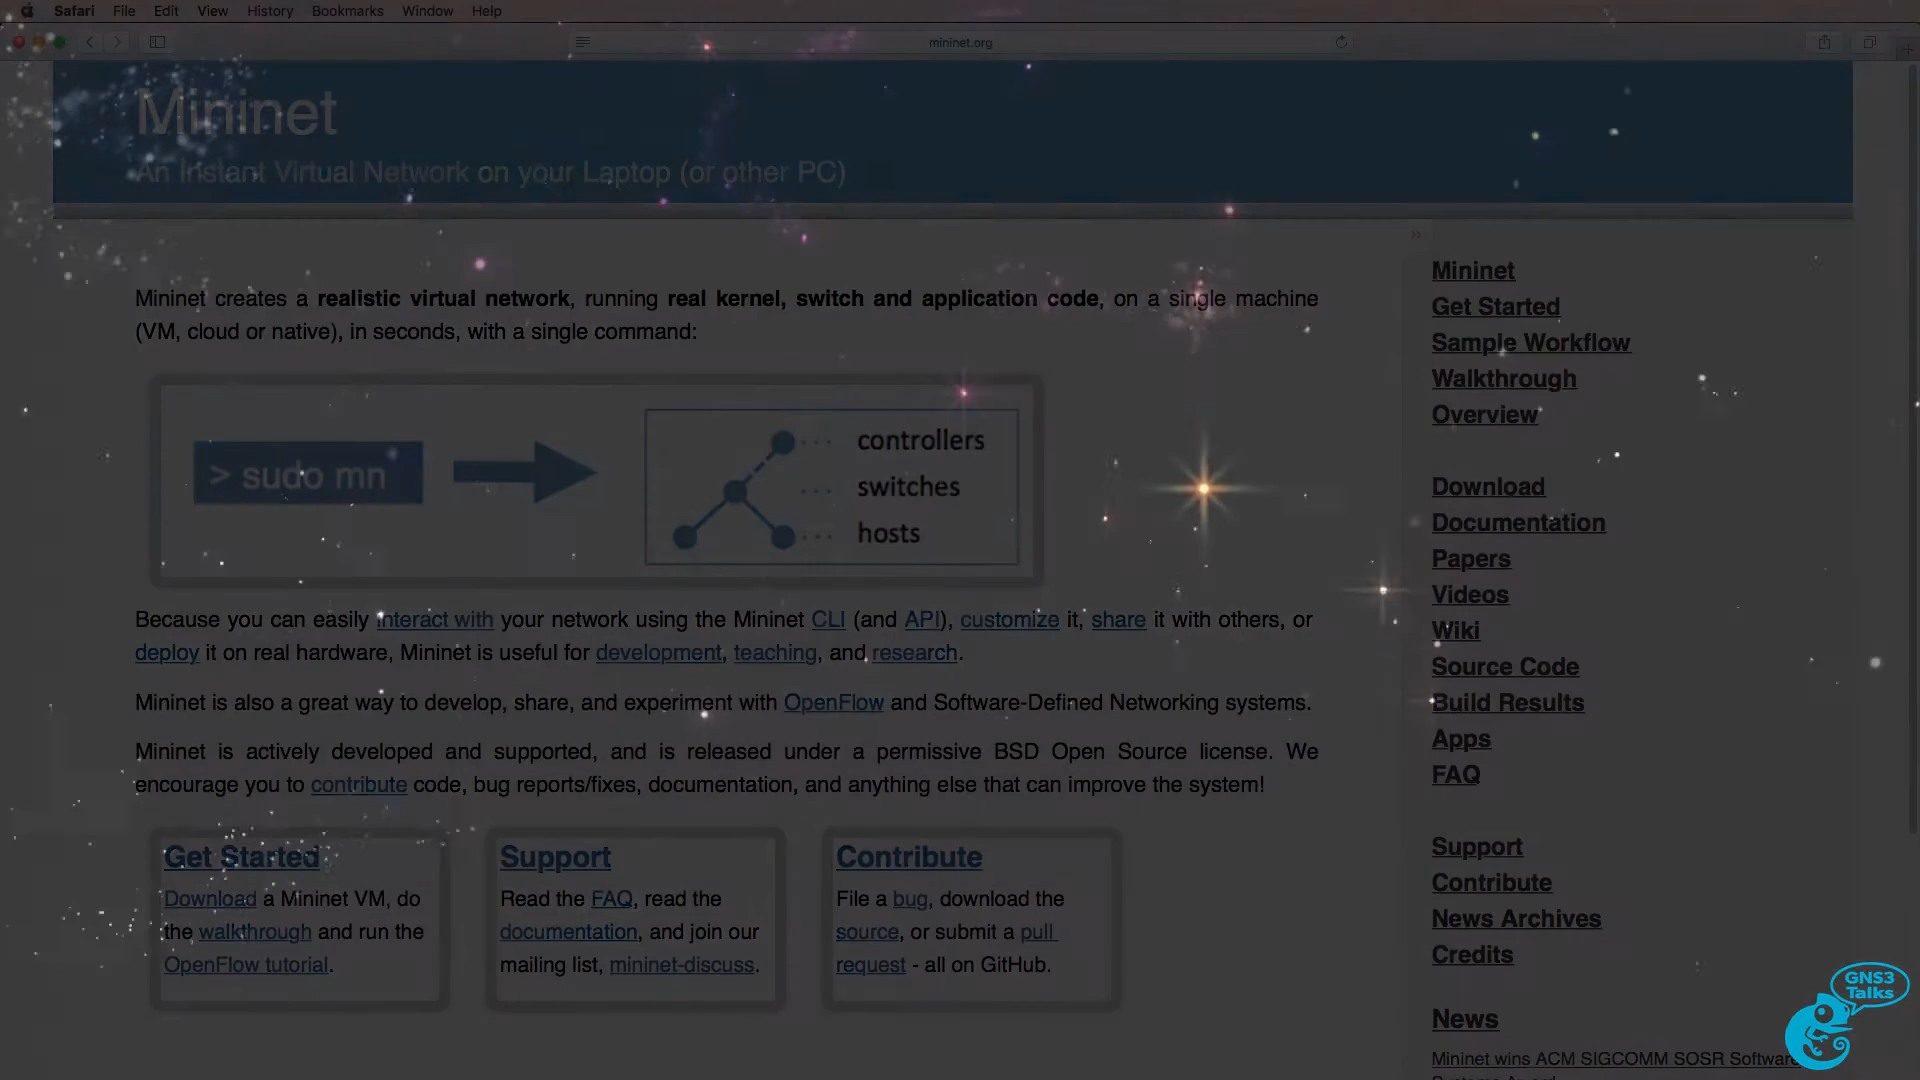 Safari File Edit View History Bookmarks Window Help
mininet.org
Mininet
An Instant Virtual Network on your Laptop (or other PC)
Mininet creates a realistic virtual network, running real kernel, switch and application code, on a single machine
(VM, cloud or native), in seconds, with a single command:
> sudo mn
controllers
switches
hosts
Because you can easily interact with your network using the Mininet CLI (and API), customize it, share it with others, or
deploy it on real hardware, Mininet is useful for development, teaching, and research.
Mininet is also a great way to develop, share, and experiment with OpenFlow and Software-Defined Networking systems.
Mininet is actively developed and supported, and is released under a permissive BSD Open Source license. We
encourage you to contribute code, bug reports/fixes, documentation, and anything else that can improve the system!
Get Started
Download a Mininet VM, do
the walkthrough and run the
OpenFlow tutorial.
Support
Read the FAQ, read the
documentation, and join our
mailing list, mininet-discuss.
Contribute
File a bug, download the
source, or submit a pull
request - all on GitHub.
»
Mininet
Get Started
Sample Workflow
Walkthrough
Overview
Download
Documentation
Papers
Videos
Wiki
Source Code
Build Results
Apps
FAQ
Support
Contribute
News Archives
Credits
News
Mininet wins ACM SIGCOMM SOSR Software
GNS3
Talks